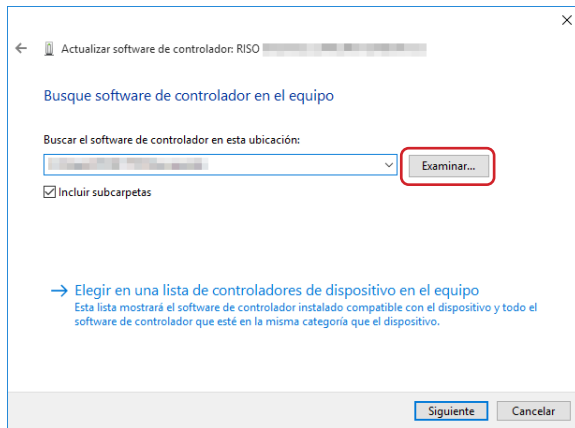 Actualizar software de controlador: RISO
Busque software de controlador en el equipo
Buscar el software de controlador en esta ubicación:
Examinar...
Incluir subcarpetas
Elegir en una lista de controladores de dispositivo en el equipo
Esta lista mostrará el software de controlador instalado compatible con el dispositivo y todo el
software de controlador que esté en la misma categoría que el dispositivo.
Siguiente
Cancelar